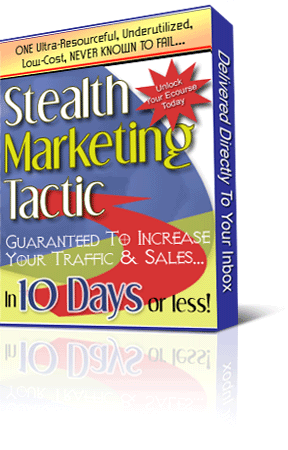 ONE Ultra-Resourceful, Underutilized,
Low-Cost, NEVER KNOWN TO FAIL...
Unlock
Your Ecourse
Today
Stealth
Marketing
Tactic
GUARANTEED TO INCREASE
YOUR TRAFFIC & SALES...
In 10 Days or less!
Delivered Directly To Your Inbox